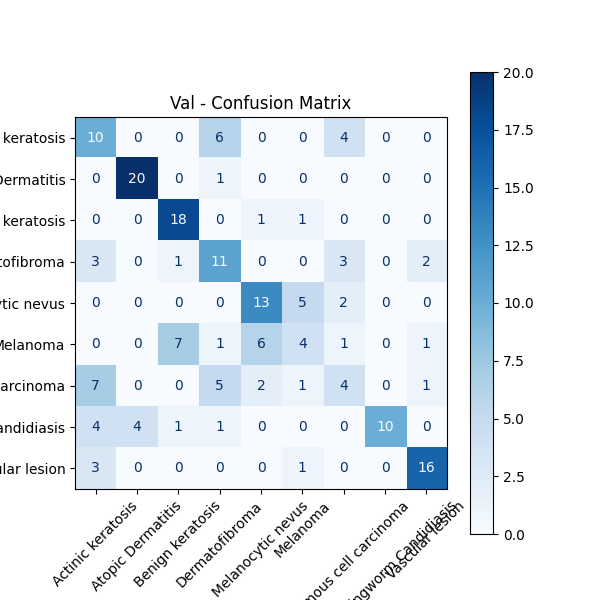 Val - Confusion Matrix
keratosis 10 0 0 6 0 0 4 0 0
Dermatitis 0 20 0 1 0 0 0 0 0
keratosis 0 0 18 0 1 1 0 0 0
tofibroma 3 0 1 11 0 0 3 0 2
ytic nevus 0 0 0 0 13 5 2 0 0
Melanoma 0 0 7 1 6 4 1 0 1
arcinoma 7 0 0 5 2 1 4 0 1
andidiasis 4 4 1 1 0 0 0 10 0
ular lesion 3 0 0 0 0 1 0 0 16
Actinic keratosis
Atopic Dermatitis
Benign keratosis
Dermatofibroma
Melanocytic nevus
Melanoma
mous cell carcinoma
ngworm Candidiasis
Vascular lesion
20.0
17.5
15.0
12.5
10.0
7.5
5.0
2.5
0.0